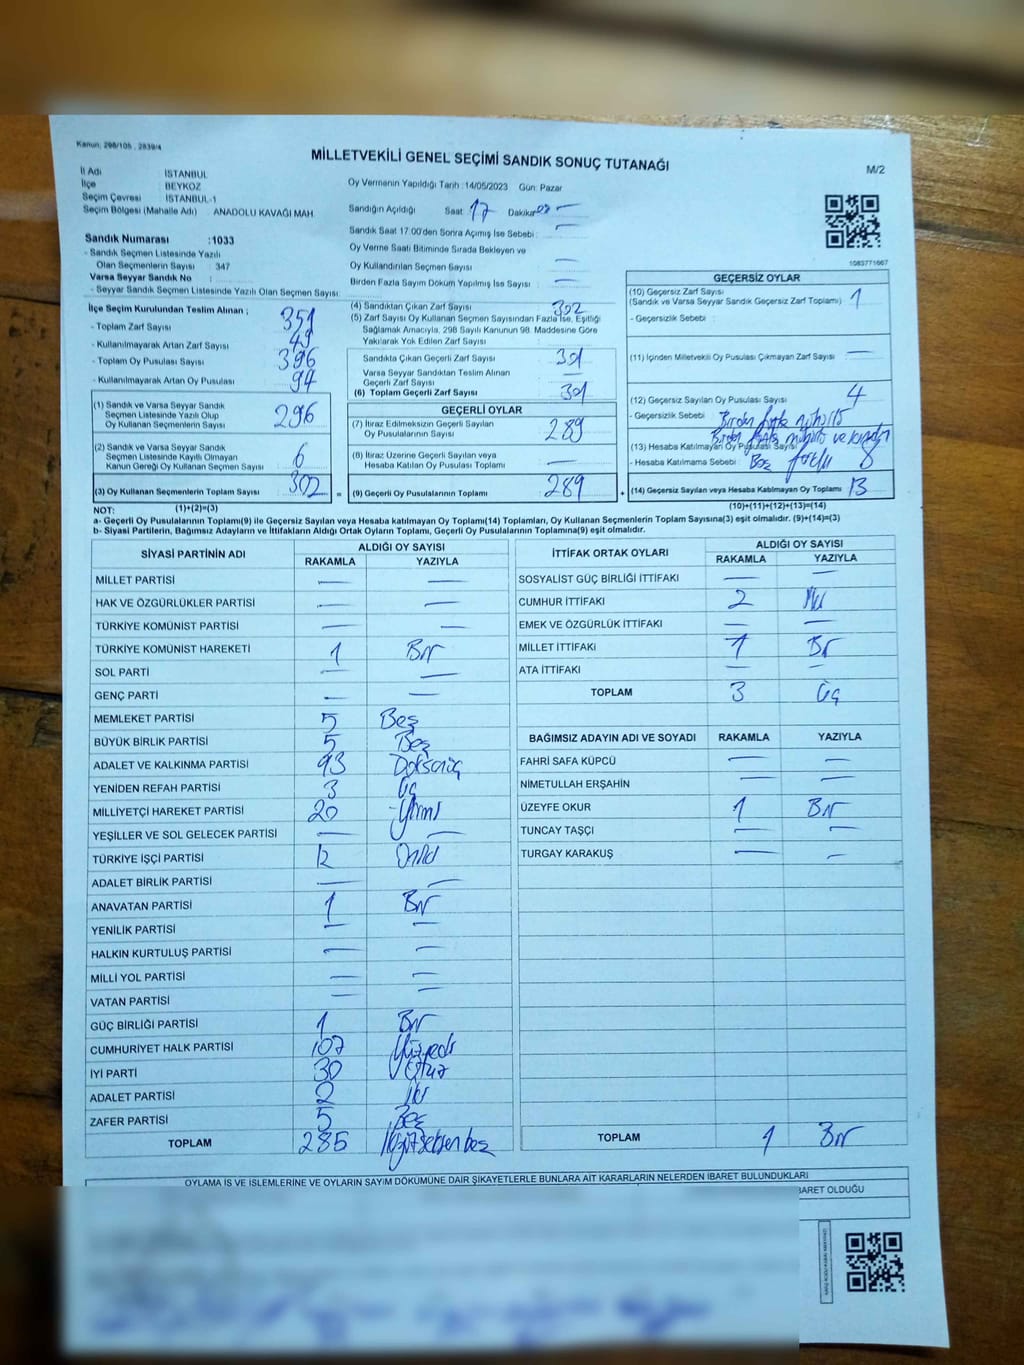 Kanun: 298/105, 2839/4
MİLLETVEKİLİ GENEL SEÇİMİ SANDIK SONUÇ TUTANAĞI
M/2
İl Adı : İSTANBUL
İlçe : BEYKOZ
Seçim Çevresi : İSTANBUL-1
Seçim Bölgesi (Mahalle Adı) ANADOLU KAVAĞI MAH.
Oy Vermenin Yapıldığı Tarih :14/05/2023 Gün: Pazar
Sandığın Açıldığı Saat 17 Dakika
Sandık Saat 17:00'den Sonra Açılmış İse Sebebi : —
Oy Verme Saati Bitiminde Sırada Bekleyen ve
Oy Kullandırılan Seçmen Sayısı —
Birden Fazla Sayım Döküm Yapılmış İse Sayısı : —
1083771667
Sandık Numarası :1033
- Sandık Seçmen Listesinde Yazılı
Olan Seçmenlerin Sayısı : 347
Varsa Seyyar Sandık No :
- Seyyar Sandık Seçmen Listesinde Yazılı Olan Seçmen Sayısı:
İlçe Seçim Kurulundan Teslim Alınan ;
- Toplam Zarf Sayısı 351
- Kullanılmayarak Artan Zarf Sayısı 49
- Toplam Oy Pusulası Sayısı 396
- Kullanılmayarak Artan Oy Pusulası 94
(1) Sandık ve Varsa Seyyar Sandık
Seçmen Listesinde Yazılı Olup
Oy Kullanan Seçmenlerin Sayısı 296
(2) Sandık ve Varsa Seyyar Sandık
Seçmen Listesinde Kayıtlı Olmayan
Kanun Gereği Oy Kullanan Seçmen Sayısı 6
(3) Oy Kullanan Seçmenlerin Toplam Sayısı 302 =
(4) Sandıktan Çıkan Zarf Sayısı 302
(5) Zarf Sayısı Oy Kullanan Seçmen Sayısından Fazla İse, Eşitliği
Sağlamak Amacıyla, 298 Sayılı Kanunun 98. Maddesine Göre
Yakılarak Yok Edilen Zarf Sayısı :
Sandıkta Çıkan Geçerli Zarf Sayısı 301
Varsa Seyyar Sandıktan Teslim Alınan
Geçerli Zarf Sayısı —
(6) Toplam Geçerli Zarf Sayısı 301
GEÇERLİ OYLAR
(7) İtiraz Edilmeksizin Geçerli Sayılan
Oy Pusulalarının Sayısı: 289
(8) İtiraz Üzerine Geçerli Sayılan veya
Hesaba Katılan Oy Pusulası Toplamı —
(9) Geçerli Oy Pusulalarının Toplamı 289 +
GEÇERSİZ OYLAR
(10) Geçersiz Zarf Sayısı
(Sandık ve Varsa Seyyar Sandık Geçersiz Zarf Toplamı) 1
- Geçersizlik Sebebi :
(11) İçinden Milletvekili Oy Pusulası Çıkmayan Zarf Sayısı —
(12) Geçersiz Sayılan Oy Pusulası Sayısı 4
- Geçersizlik Sebebi Birden fazla
(13) Hesaba Katılmayan Oy Pusulası Sayısı 8
- Hesaba Katılmama Sebebi :
(14) Geçersiz Sayılan veya Hesaba Katılmayan Oy Toplamı 13
NOT: (1)+(2)=(3) (10)+(11)+(12)+(13)=(14)
a- Geçerli Oy Pusulalarının Toplamı(9) ile Geçersiz Sayılan veya Hesaba katılmayan Oy Toplamı(14) Toplamları, Oy Kullanan Seçmenlerin Toplam Sayısına(3) eşit olmalıdır. (9)+(14)=(3)
b- Siyasi Partilerin, Bağımsız Adayların ve İttifakların Aldığı Ortak Oyların Toplamı, Geçerli Oy Pusulalarının Toplamına(9) eşit olmalıdır.
SİYASİ PARTİNİN ADI ALDIĞI OY SAYISI
RAKAMLA YAZIYLA
MİLLET PARTİSİ — —
HAK VE ÖZGÜRLÜKLER PARTİSİ — —
TÜRKİYE KOMÜNİST PARTİSİ — —
TÜRKİYE KOMÜNİST HAREKETİ 1 Bir
SOL PARTİ — —
GENÇ PARTİ — —
MEMLEKET PARTİSİ 5 Beş
BÜYÜK BİRLİK PARTİSİ 5 Beş
ADALET VE KALKINMA PARTİSİ 93 Doksanüç
YENİDEN REFAH PARTİSİ 3 Üç
MİLLİYETÇİ HAREKET PARTİSİ 20 Yirmi
YEŞİLLER VE SOL GELECEK PARTİSİ — —
TÜRKİYE İŞÇİ PARTİSİ 12 Oniki
ADALET BİRLİK PARTİSİ — —
ANAVATAN PARTİSİ 1 Bir
YENİLİK PARTİSİ — —
HALKIN KURTULUŞ PARTİSİ — —
MİLLİ YOL PARTİSİ — —
VATAN PARTİSİ — —
GÜÇ BİRLİĞİ PARTİSİ 1 Bir
CUMHURİYET HALK PARTİSİ 107 Yüzyedi
İYİ PARTİ 30 Otuz
ADALET PARTİSİ 2 İki
ZAFER PARTİSİ 5 Beş
TOPLAM 285 İkiyüzseksenbeş
İTTİFAK ORTAK OYLARI ALDIĞI OY SAYISI
RAKAMLA YAZIYLA
SOSYALİST GÜÇ BİRLİĞİ İTTİFAKI — —
CUMHUR İTTİFAKI 2 İki
EMEK VE ÖZGÜRLÜK İTTİFAKI — —
MİLLET İTTİFAKI 1 Bir
ATA İTTİFAKI — —
TOPLAM 3 Üç
BAĞIMSIZ ADAYIN ADI VE SOYADI RAKAMLA YAZIYLA
FAHRİ SAFA KÜPCÜ — —
NİMETULLAH ERŞAHİN — —
ÜZEYFE OKUR 1 Bir
TUNCAY TAŞÇI — —
TURGAY KARAKUŞ — —
TOPLAM 1 Bir
OYLAMA İŞ VE İŞLEMLERİNE VE OYLARIN SAYIM DÖKÜMÜNE DAİR ŞİKAYETLERLE BUNLARA AİT KARARLARIN NELERDEN İBARET BULUNDUKLARI
BARET OLDUĞU